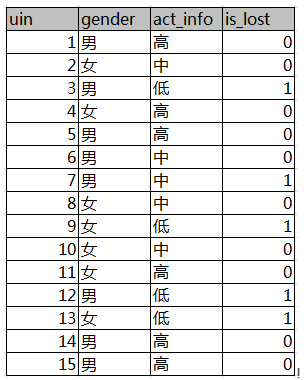 uin gender act_info is_lost
1 男 高 0
2 女 中 0
3 男 低 1
4 女 高 0
5 男 高 0
6 男 中 0
7 男 中 1
8 女 中 0
9 女 低 1
10 女 中 0
11 女 高 0
12 男 低 1
13 女 低 1
14 男 高 0
15 男 高 0